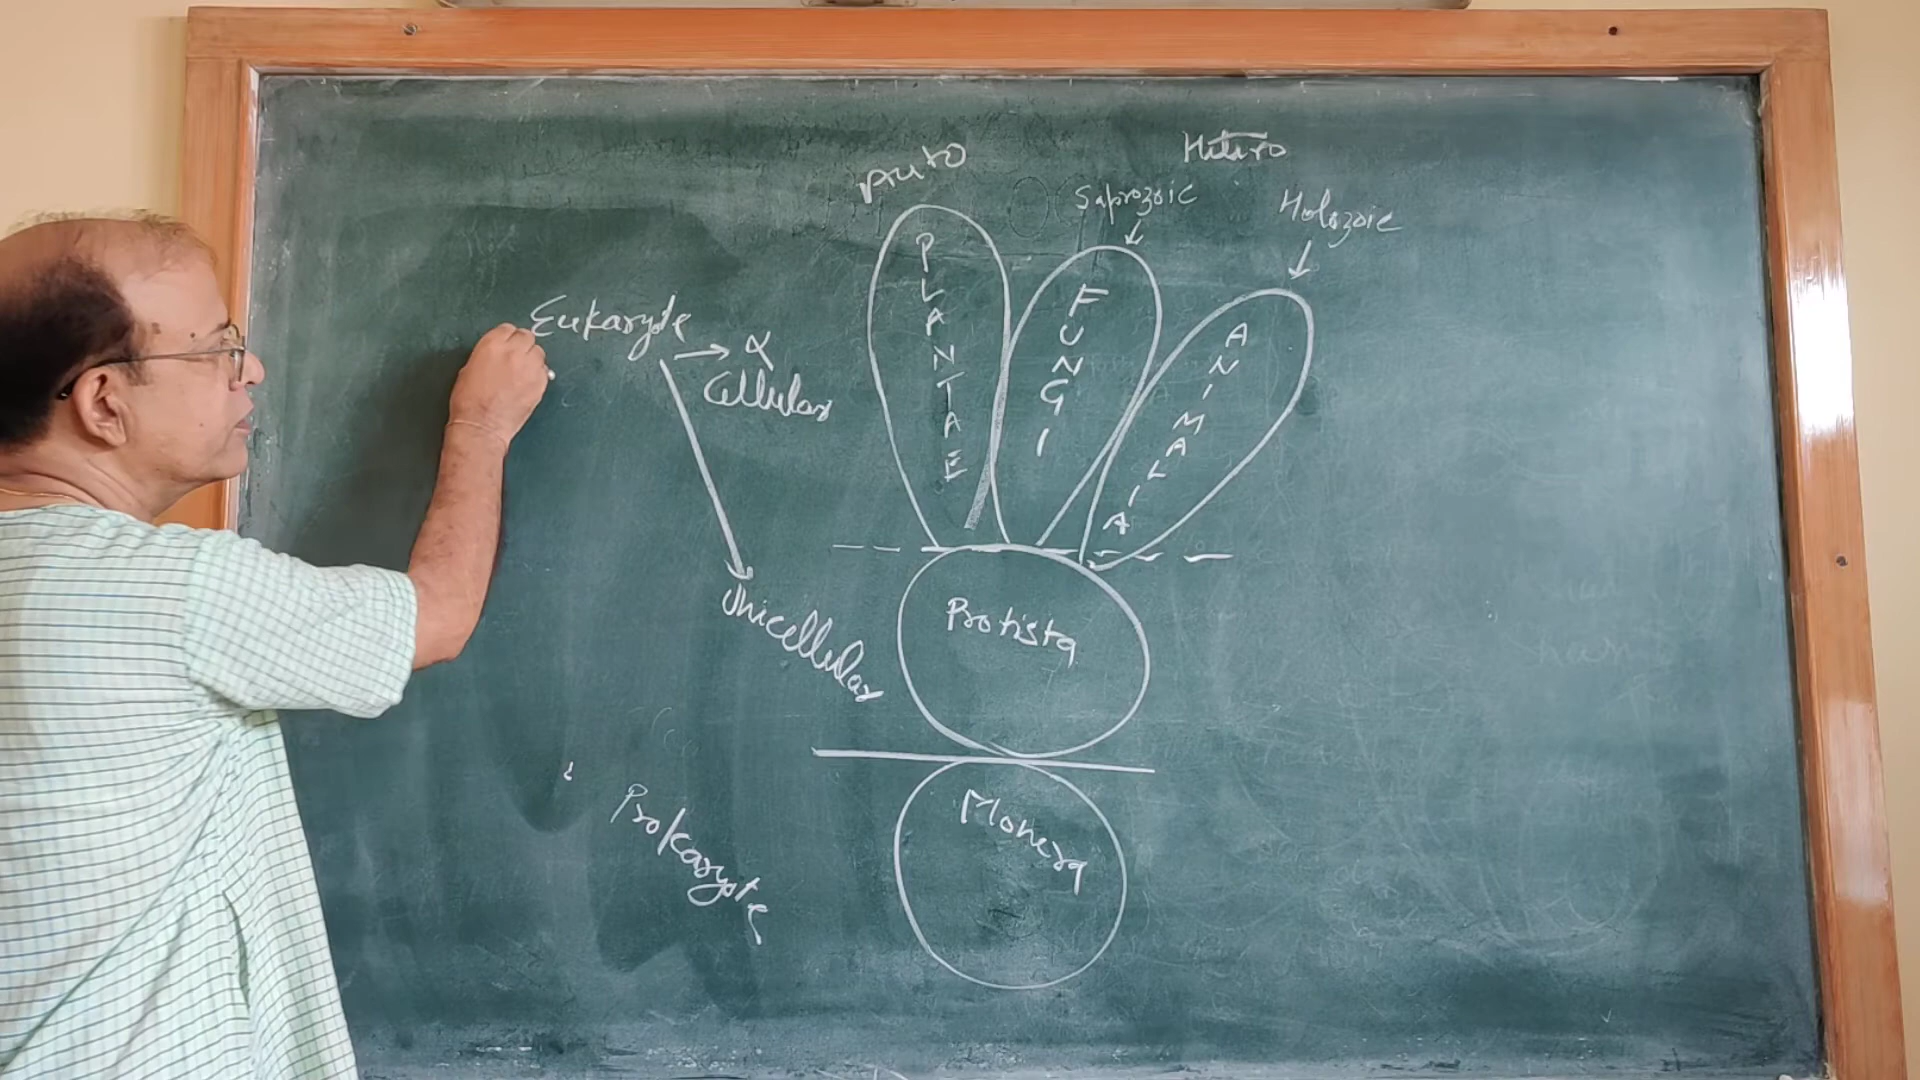 Auto
Hetero
Saprozoic
Holozoic
PLANTAE
FUNGI
ANIMALIA
Eukaryote
α
Cellular
Unicellular
Protista
Prokaryote
Monera